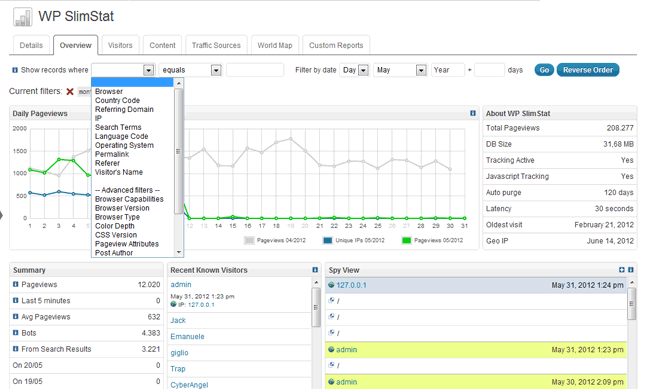 WP SlimStat
Details Overview Visitors Content Traffic Sources World Map Custom Reports
Show records where equals Filter by date Day May Year + days Go Reverse Order
Current filters:
Browser
Country Code
Referring Domain
IP
Search Terms
Language Code
Operating System
Permalink
Referer
Visitor's Name
-- Advanced filters --
Browser Capabilities
Browser Version
Browser Type
Color Depth
CSS Version
Pageview Attributes
Post Author
Daily Pageviews
2000
1500
1000
500
0
1 2 3 4 5 12 13 14 15 16 17 18 19 20 21 22 23 24 25 26 27 28 29 30 31
Pageviews 04/2012 Unique IPs 05/2012 Pageviews 05/2012
About WP SlimStat
Total Pageviews 208.277
DB Size 31,68 MB
Tracking Active Yes
Javascript Tracking Yes
Auto purge 120 days
Latency 30 seconds
Oldest visit February 21, 2012
Geo IP June 14, 2012
Summary
Pageviews 12.020
Last 5 minutes 0
Avg Pageviews 632
Bots 4.383
From Search Results 3.221
On 20/05 0
On 19/05 0
Recent Known Visitors
admin
May 31, 2012 1:23 pm
IP: 127.0.0.1
Jack
Emanuele
giglio
Trap
CyberAngel
Spy View
127.0.0.1 May 31, 2012 1:24 pm
/
/
/
admin May 31, 2012 1:23 pm
/
admin May 30, 2012 2:09 pm